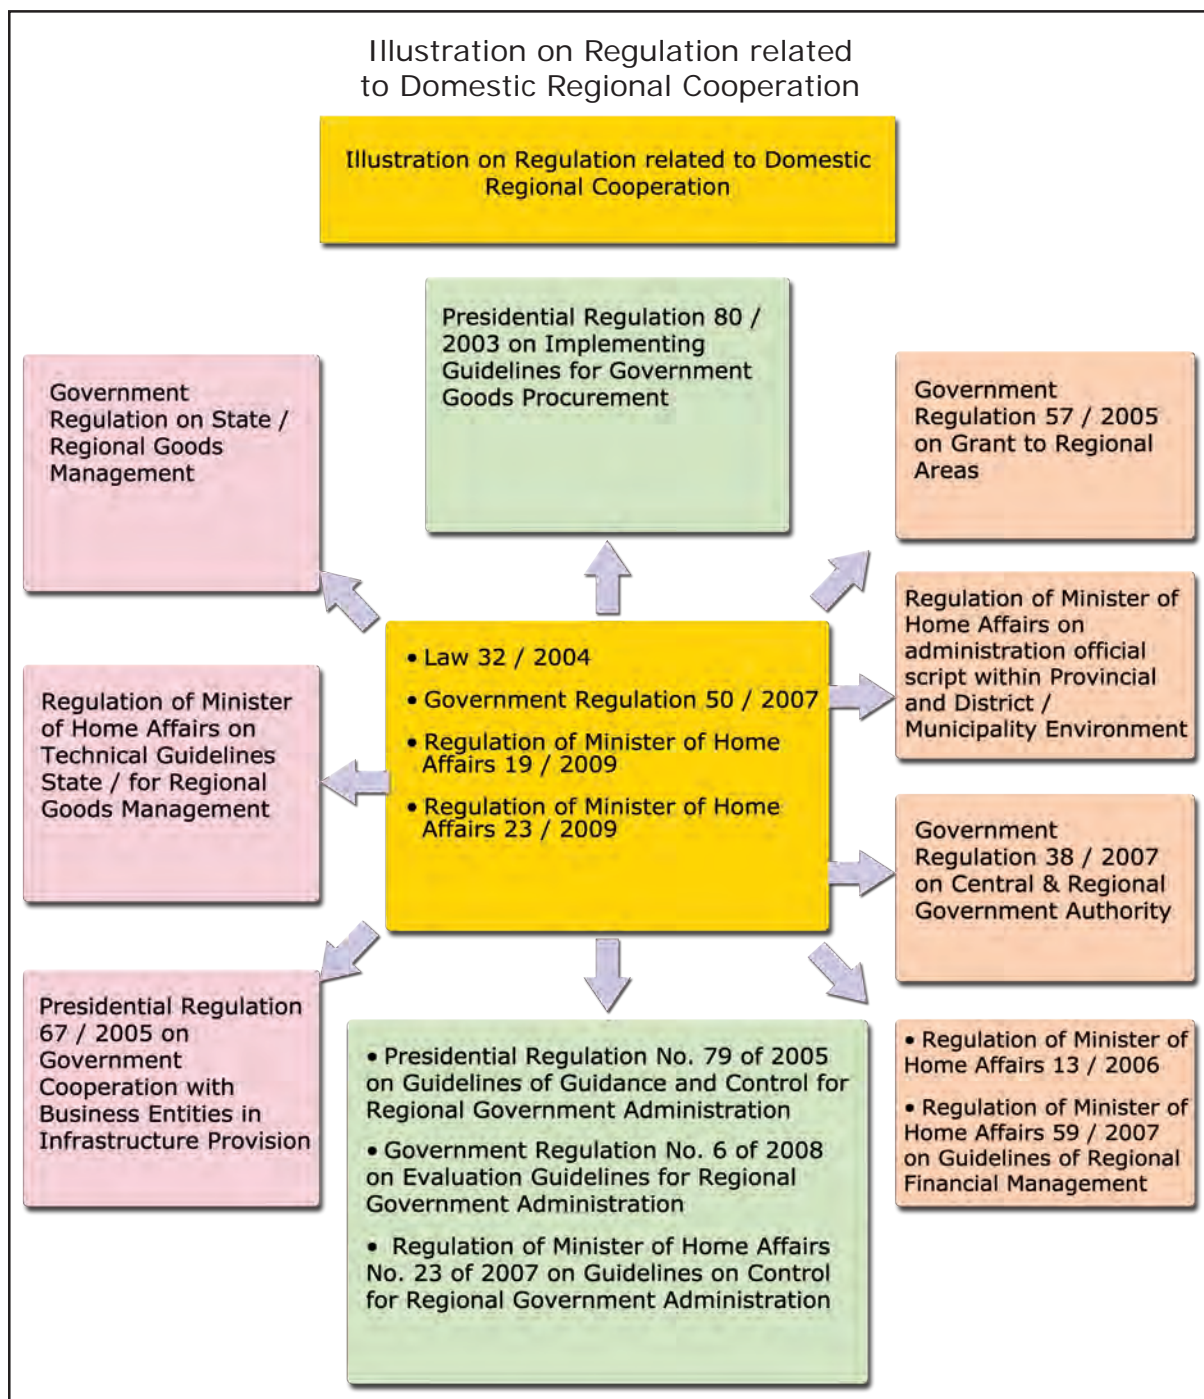 Illustration on Regulation related
to Domestic Regional Cooperation
Illustration on Regulation related to Domestic
Regional Cooperation
Presidential Regulation 80 /
2003 on Implementing
Guidelines for Government
Goods Procurement
Government
Regulation on State /
Regional Goods
Management
Government
Regulation 57 / 2005
on Grant to Regional
Areas
Regulation of Minister
of Home Affairs on
Technical Guidelines
State / for Regional
Goods Management
• Law 32 / 2004
• Government Regulation 50 / 2007
• Regulation of Minister of Home
Affairs 19 / 2009
• Regulation of Minister of Home
Affairs 23 / 2009
Regulation of Minister of
Home Affairs on
administration official
script within Provincial
and District /
Municipality Environment
Government
Regulation 38 / 2007
on Central & Regional
Government Authority
Presidential Regulation
67 / 2005 on
Government
Cooperation with
Business Entities in
Infrastructure Provision
• Presidential Regulation No. 79 of 2005
on Guidelines of Guidance and Control for
Regional Government Administration
• Government Regulation No. 6 of 2008
on Evaluation Guidelines for Regional
Government Administration
• Regulation of Minister of Home Affairs
No. 23 of 2007 on Guidelines on Control
for Regional Government Administration
• Regulation of Minister of
Home Affairs 13 / 2006
• Regulation of Minister of
Home Affairs 59 / 2007
on Guidelines of Regional
Financial Management